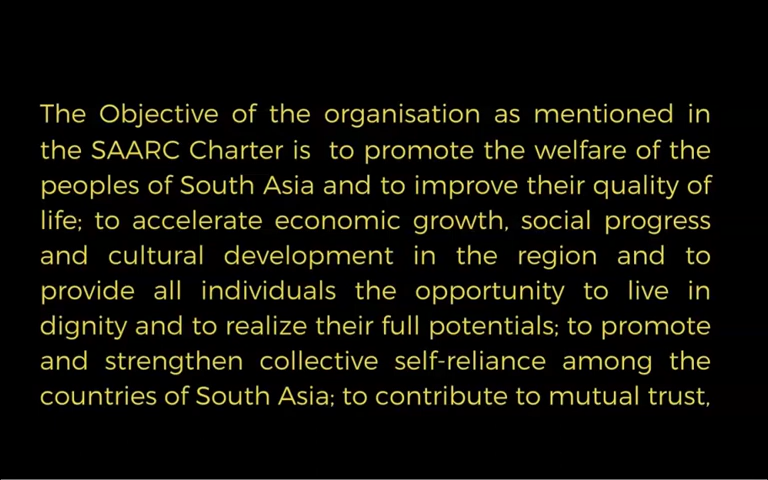 The Objective of the organisation as mentioned in
the SAARC Charter is to promote the welfare of the
peoples of South Asia and to improve their quality of
life; to accelerate economic growth, social progress
and cultural development in the region and to
provide all individuals the opportunity to live in
dignity and to realize their full potentials; to promote
and strengthen collective self-reliance among the
countries of South Asia; to contribute to mutual trust,